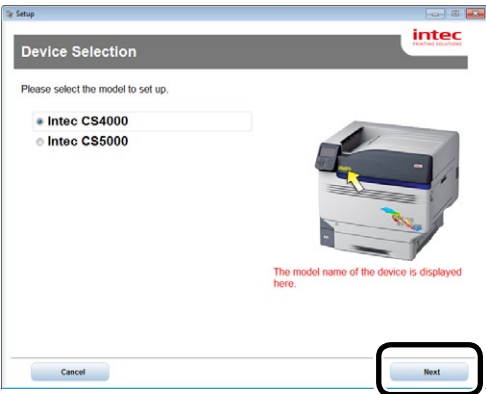 Setup
intec
PRINTING SOLUTIONS
Device Selection
Please select the model to set up.
Intec CS4000
Intec CS5000
The model name of the device is displayed
here.
Cancel
Next